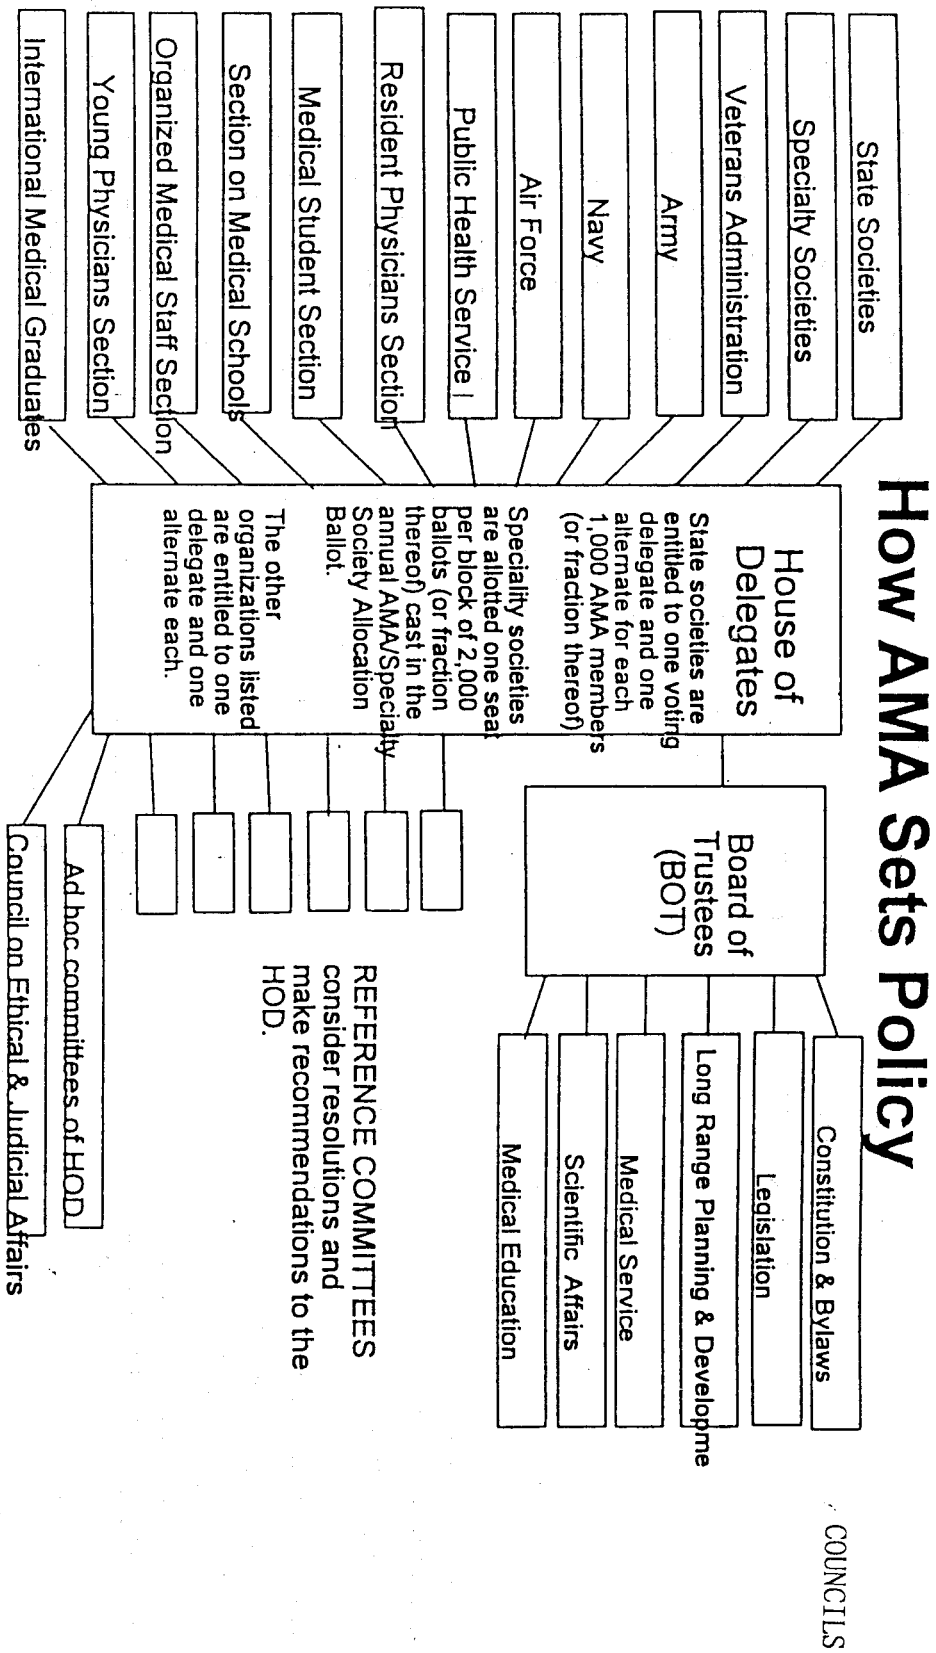 How AMA Sets Policy
State Societies
Specialty Societies
Veterans Administration
Army
Navy
Air Force
Public Health Service
Resident Physicians Section
Medical Student Section
Section on Medical Schools
Organized Medical Staff Section
Young Physicians Section
International Medical Graduates
House of
Delegates
State societies are
entitled to one voting
delegate and one
alternate for each
1,000 AMA members
(or fraction thereof)
Speciality societies
are allotted one seat
per block of 2,000
ballots (or fraction
thereof) cast in the
annual AMA/Specialty
Society Allocation
Ballot.
The other
organizations listed
are entitled to one
delegate and one
alternate each.
Board of
Trustees
(BOT)
Constitution & Bylaws
Legislation
Long Range Planning & Developme
Medical Service
Scientific Affairs
Medical Education
COUNCILS
REFERENCE COMMITTEES
consider resolutions and
make recommendations to the
HOD.
Ad hoc committees of HOD
Council on Ethical & Judicial Affairs